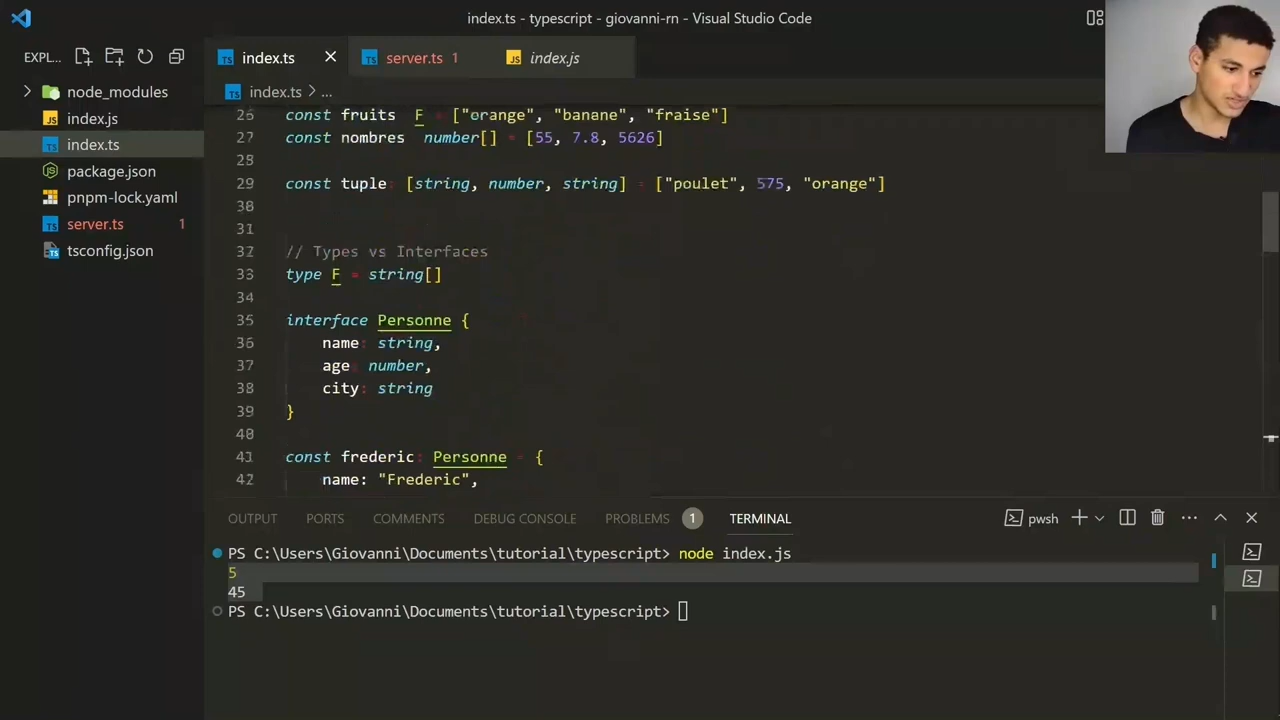 index.ts - typescript - giovanni-rn - Visual Studio Code
EXPL...
index.ts
server.ts 1
index.js
node_modules
index.js
index.ts
package.json
pnpm-lock.yaml
server.ts 1
tsconfig.json
index.ts > ...
26 const fruits F = ["orange", "banane", "fraise"]
27 const nombres number[] = [55, 7.8, 5626]
28
29 const tuple: [string, number, string] = ["poulet", 575, "orange"]
30
31
32 // Types vs Interfaces
33 type F = string[]
34
35 interface Personne {
36 name: string,
37 age: number,
38 city: string
39 }
40
41 const frederic: Personne = {
42 name: "Frederic",
OUTPUT PORTS COMMENTS DEBUG CONSOLE PROBLEMS 1 TERMINAL
pwsh
PS C:\Users\Giovanni\Documents\tutorial\typescript> node index.js
5
45
PS C:\Users\Giovanni\Documents\tutorial\typescript>